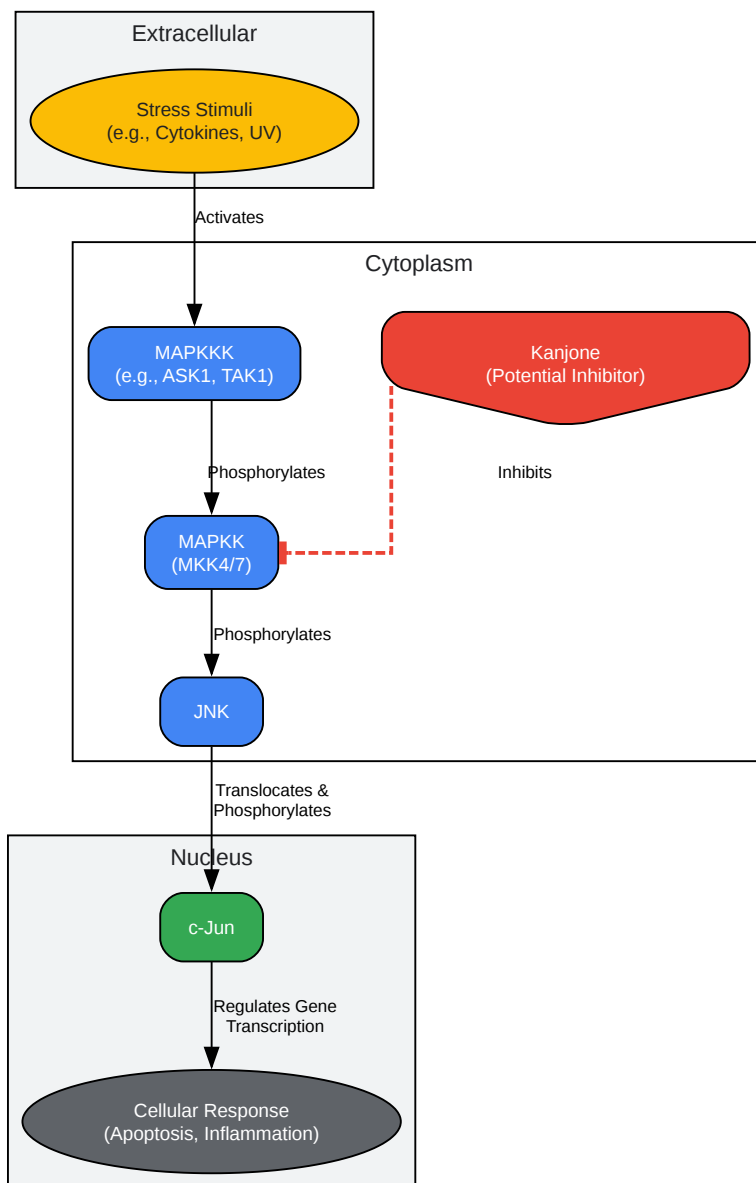 Extracellular
Stress Stimuli
(e.g., Cytokines, UV)
Activates
Cytoplasm
MAPKKK
(e.g., ASK1, TAK1)
Kanjone
(Potential Inhibitor)
Phosphorylates
Inhibits
MAPKK
(MKK4/7)
Phosphorylates
JNK
Translocates &
Phosphorylates
Nucleus
c-Jun
Regulates Gene
Transcription
Cellular Response
(Apoptosis, Inflammation)